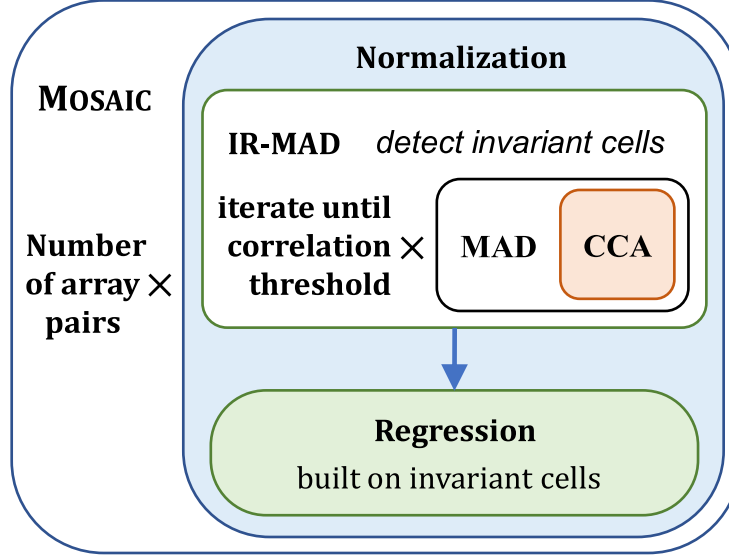 MOSAIC
Number
of array ×
pairs
Normalization
IR-MAD detect invariant cells
iterate until
correlation ×
threshold
MAD
CCA
Regression
built on invariant cells